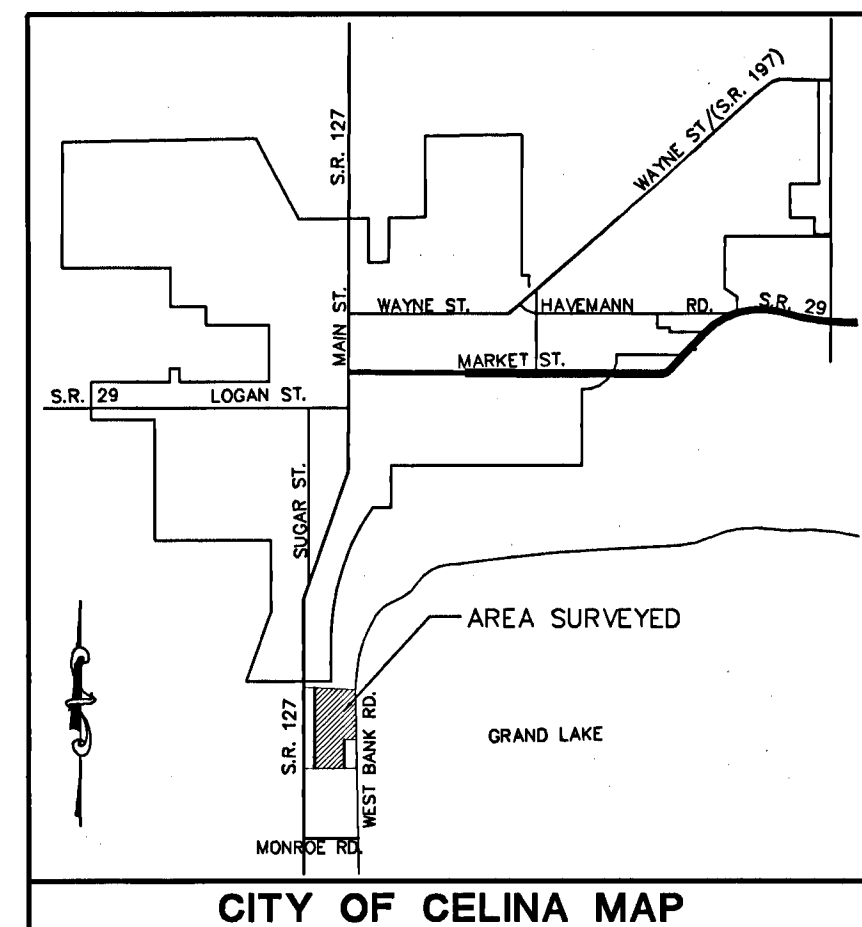 S.R. 127
WAYNE ST/(S.R. 197)
MAIN ST.
WAYNE ST.
HAVEMANN RD.
S.R. 29
MARKET ST.
S.R. 29
LOGAN ST.
SUGAR ST.
AREA SURVEYED
S.R. 127
WEST BANK RD.
GRAND LAKE
MONROE RD.
CITY OF CELINA MAP